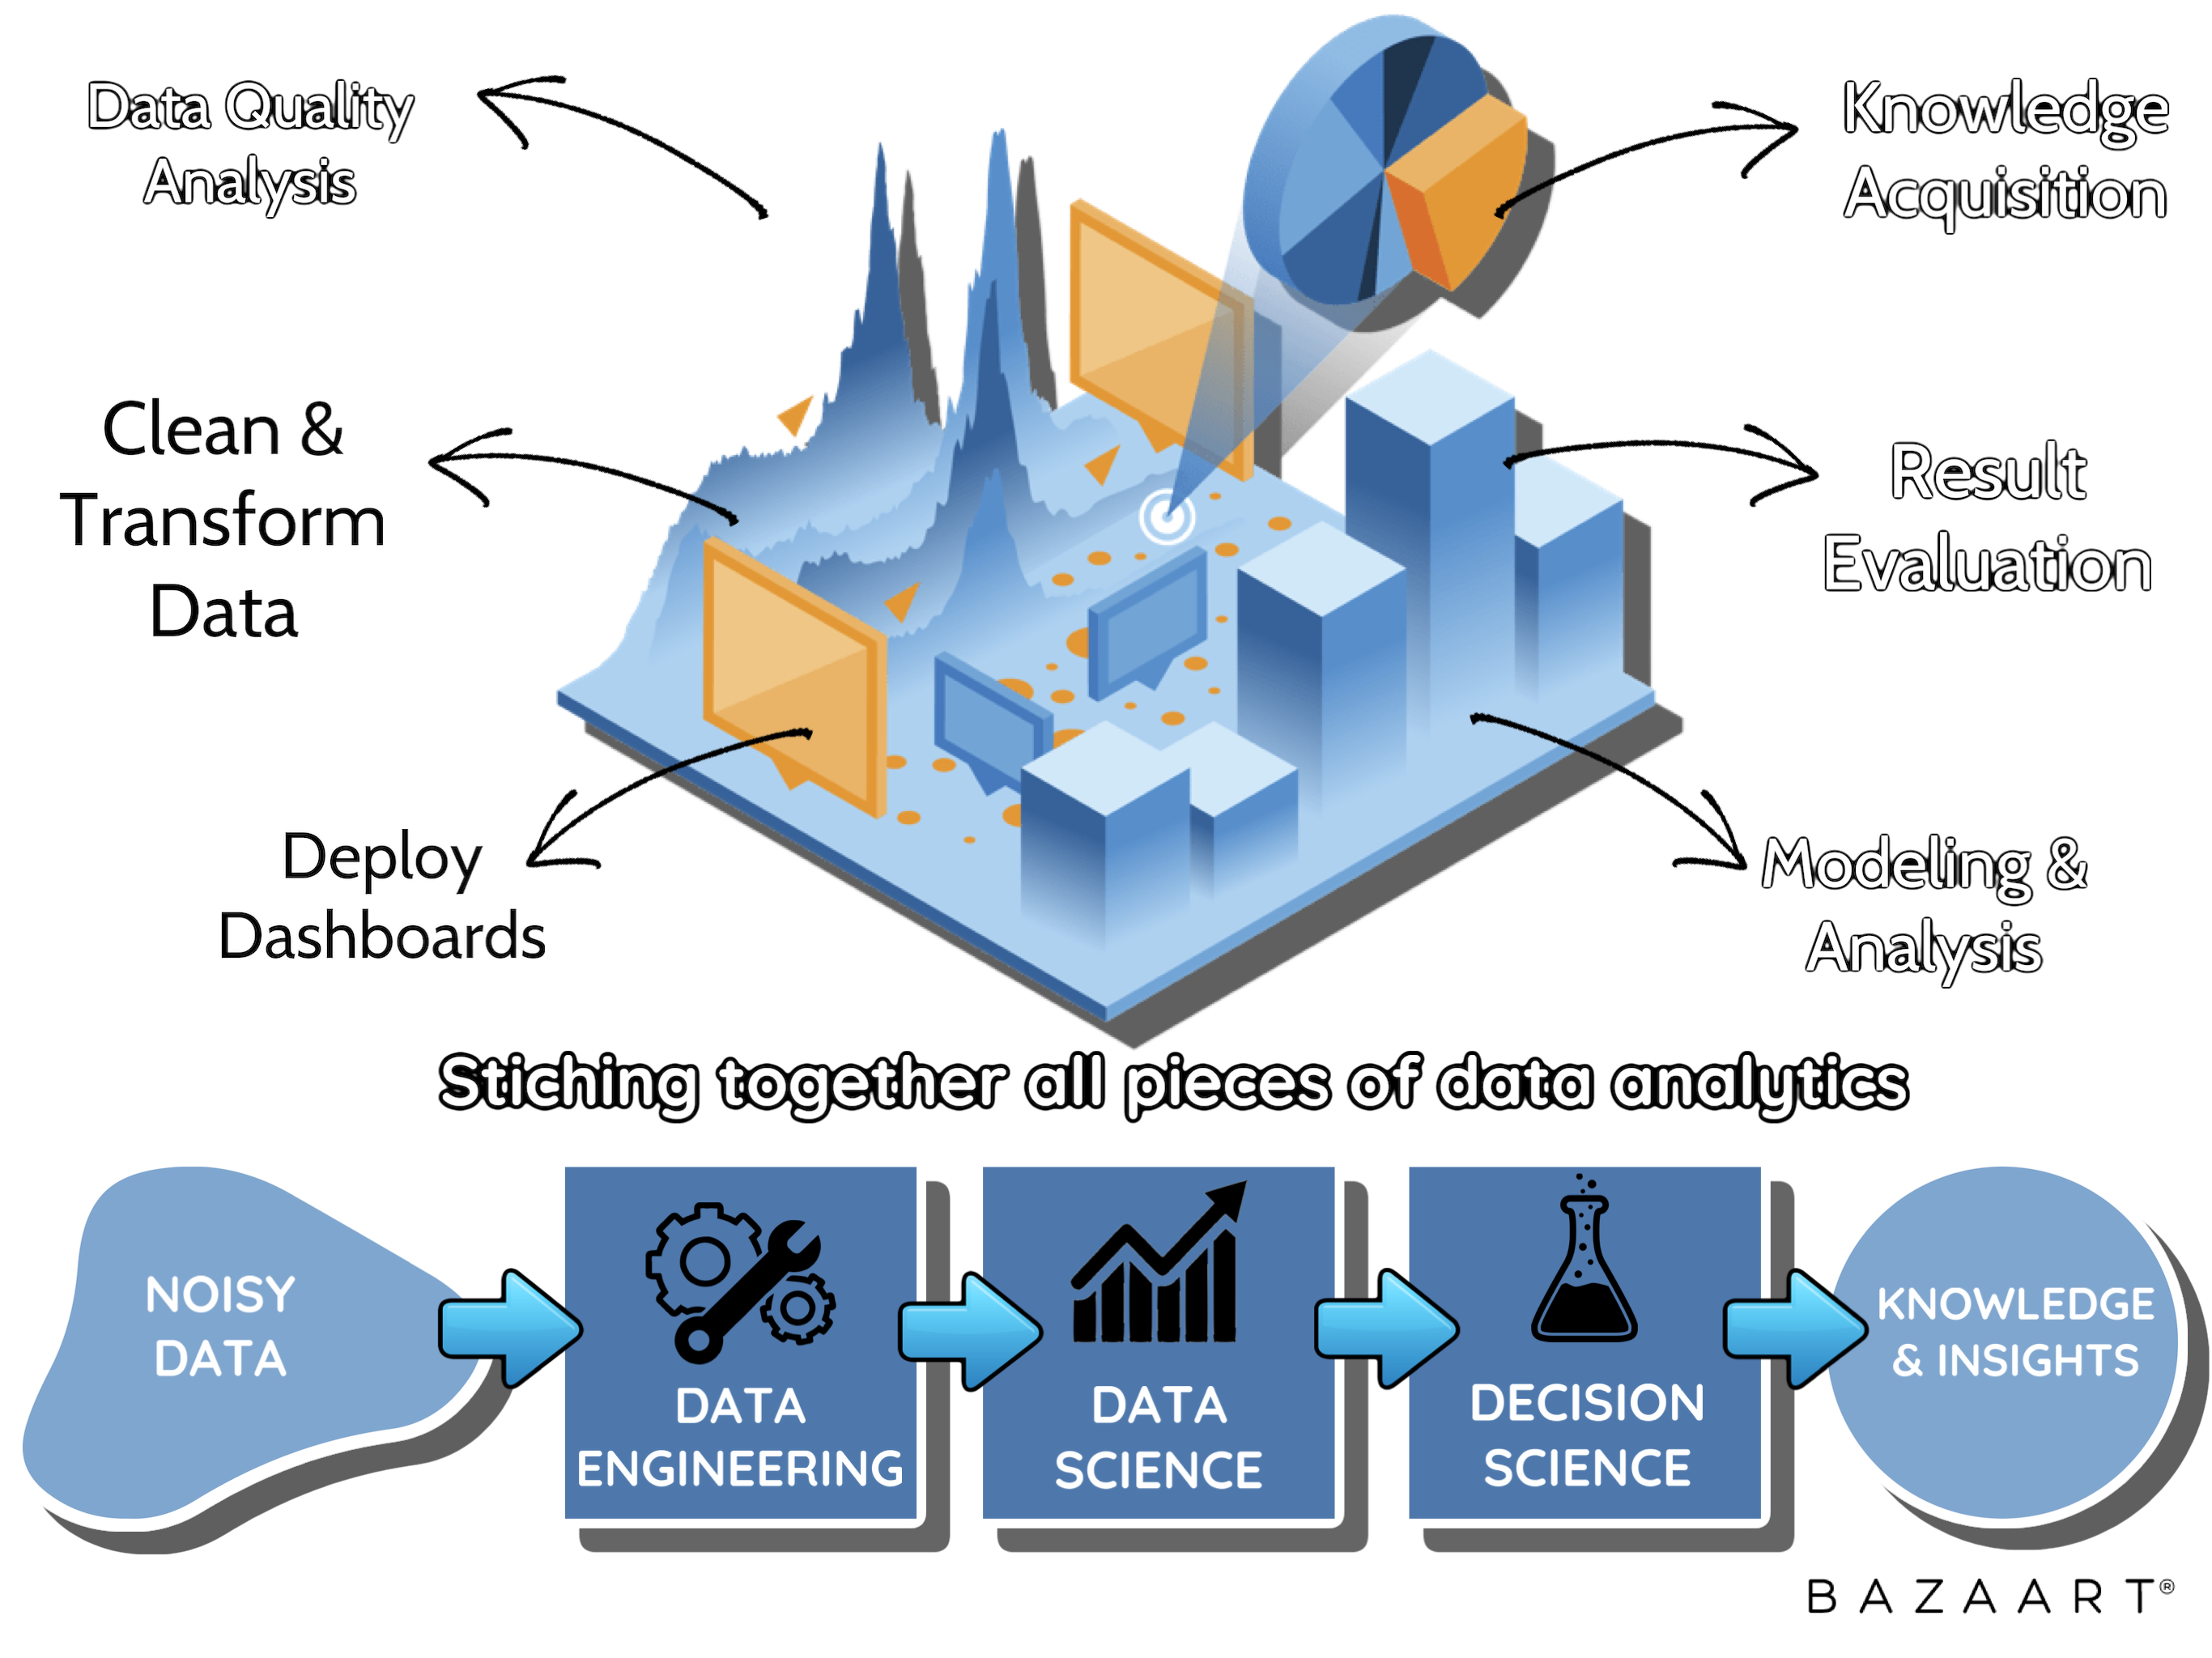 Data Quality
Analysis
Knowledge
Acquisition
Clean &
Transform
Data
Result
Evaluation
Deploy
Dashboards
Modeling &
Analysis
Stiching together all pieces of data analytics
NOISY
DATA
DATA
ENGINEERING
DATA
SCIENCE
DECISION
SCIENCE
KNOWLEDGE
& INSIGHTS
BAZAART®